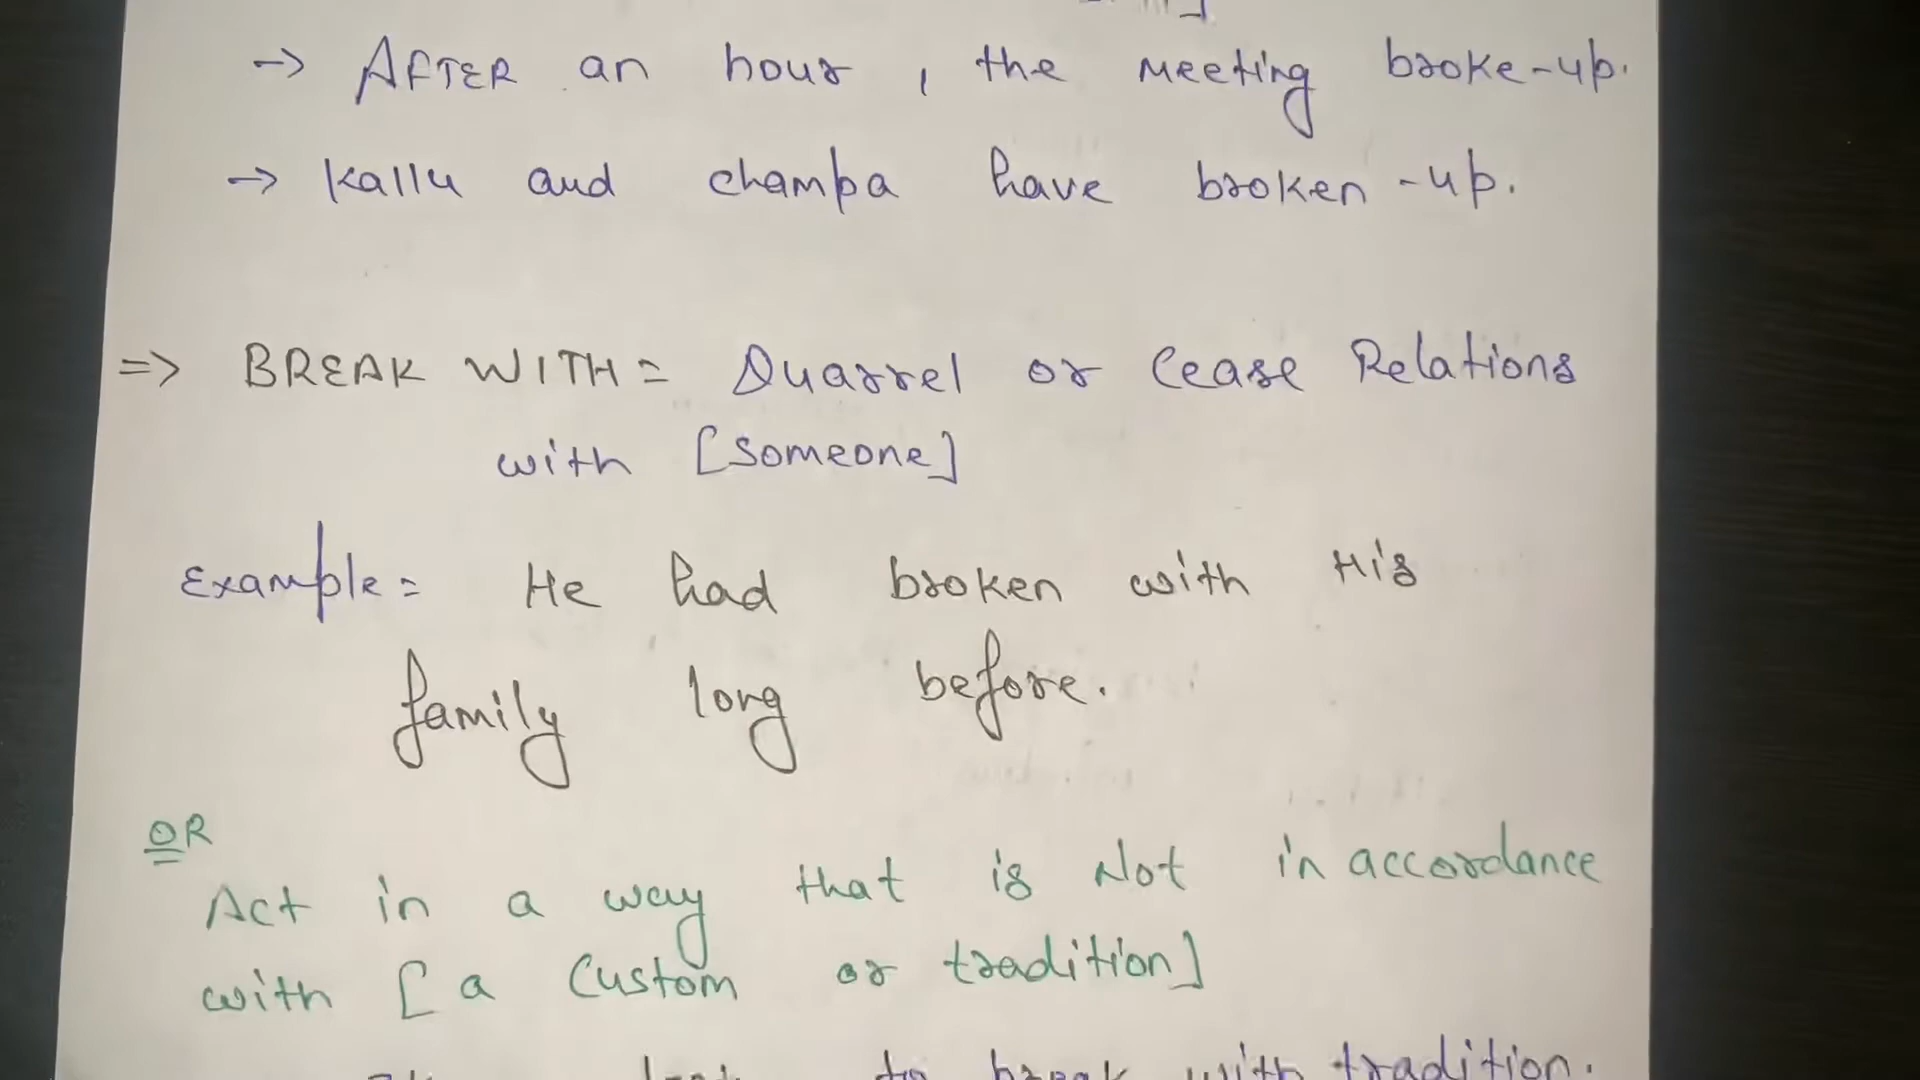 → AFTER an hour, the Meeting broke-up.
→ Kallu and champa have broken-up.
=> BREAK WITH = Quarrel or Cease Relations
with [Someone]
Example = He had broken with His
family long before.
OR
Act in a way that is Not in accordance
with [a Custom or tradition]
to break with tradition.